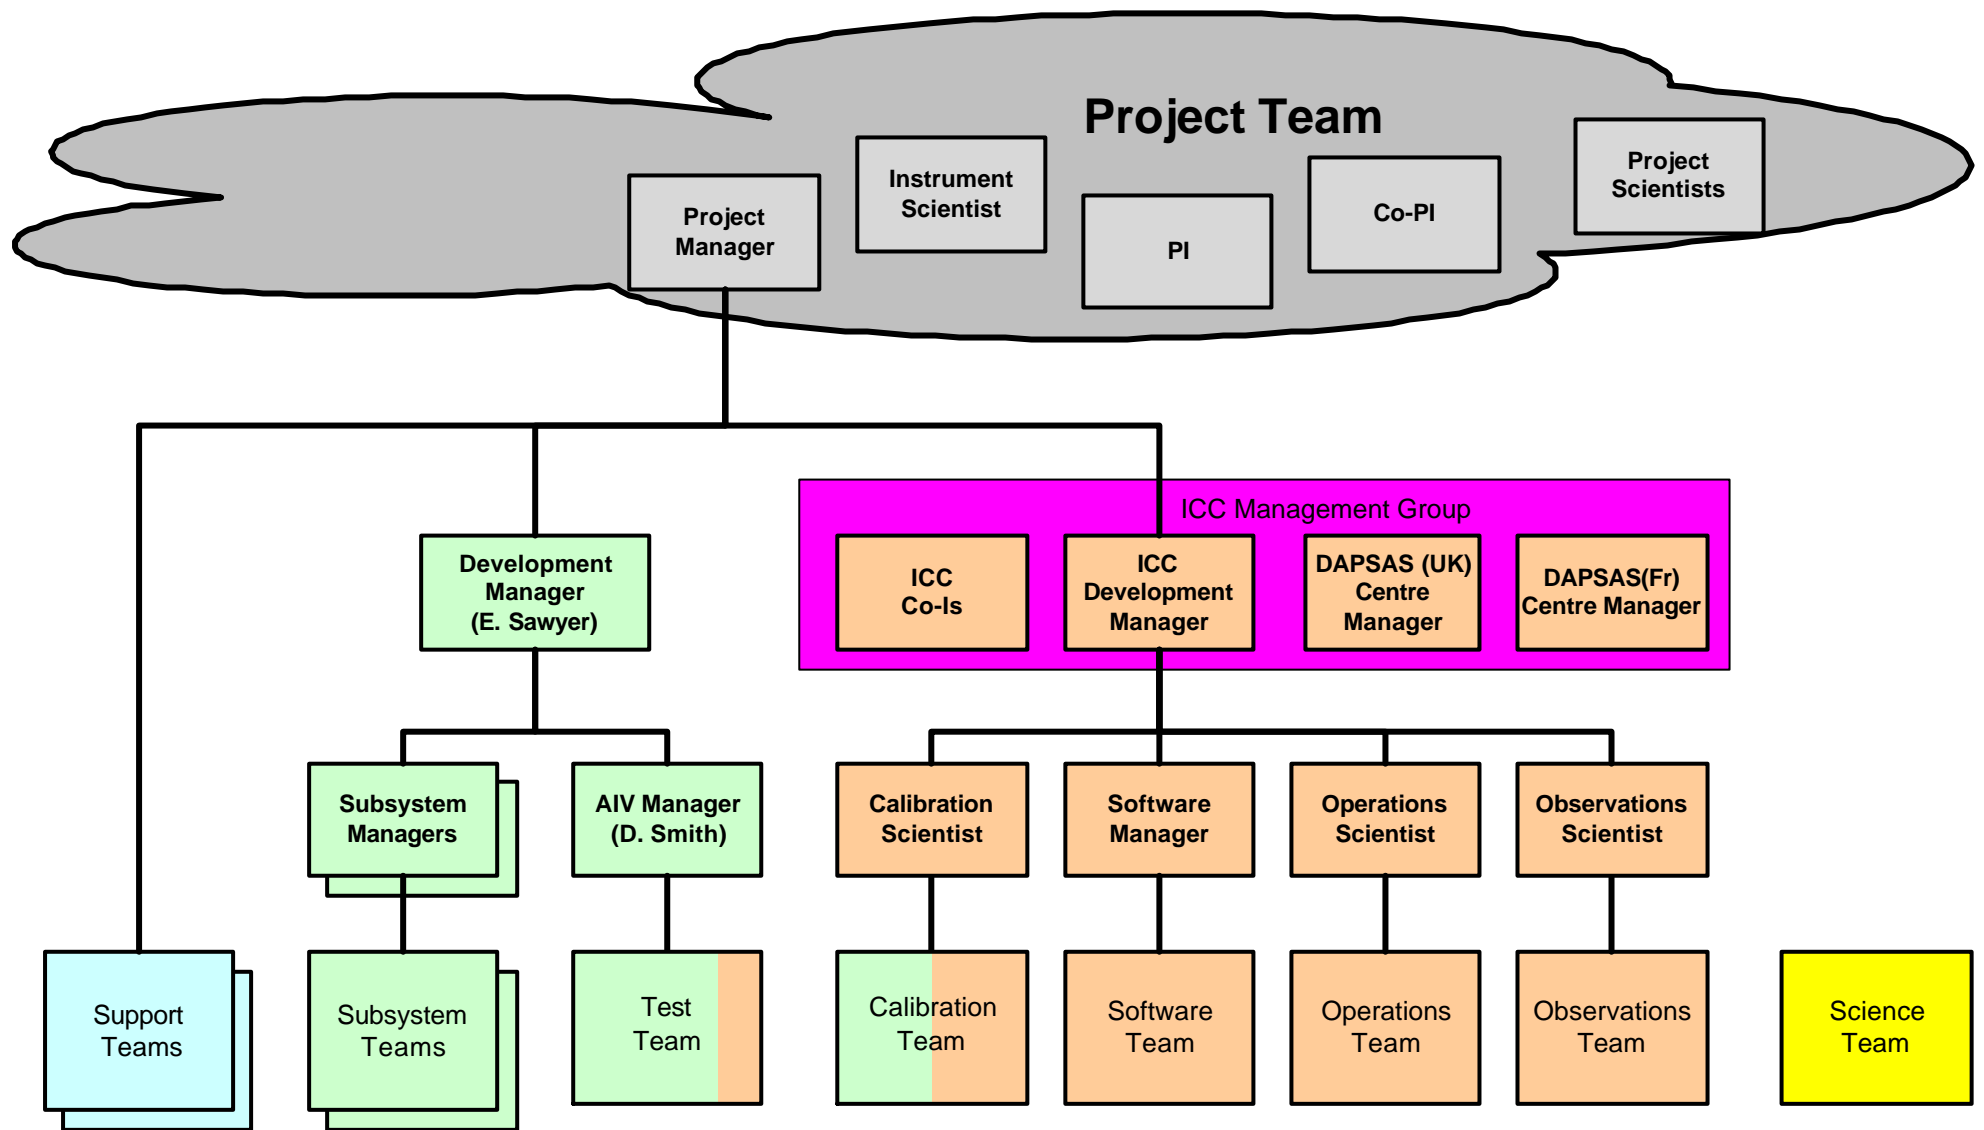 Project Team
Project
Manager
Instrument
Scientist
PI
Co-PI
Project
Scientists
ICC Management Group
Development
Manager
(E. Sawyer)
ICC
Co-Is
ICC
Development
Manager
DAPSAS (UK)
Centre
Manager
DAPSAS(Fr)
Centre Manager
Subsystem
Managers
AIV Manager
(D. Smith)
Calibration
Scientist
Software
Manager
Operations
Scientist
Observations
Scientist
Support
Teams
Subsystem
Teams
Test
Team
Calibration
Team
Software
Team
Operations
Team
Observations
Team
Science
Team